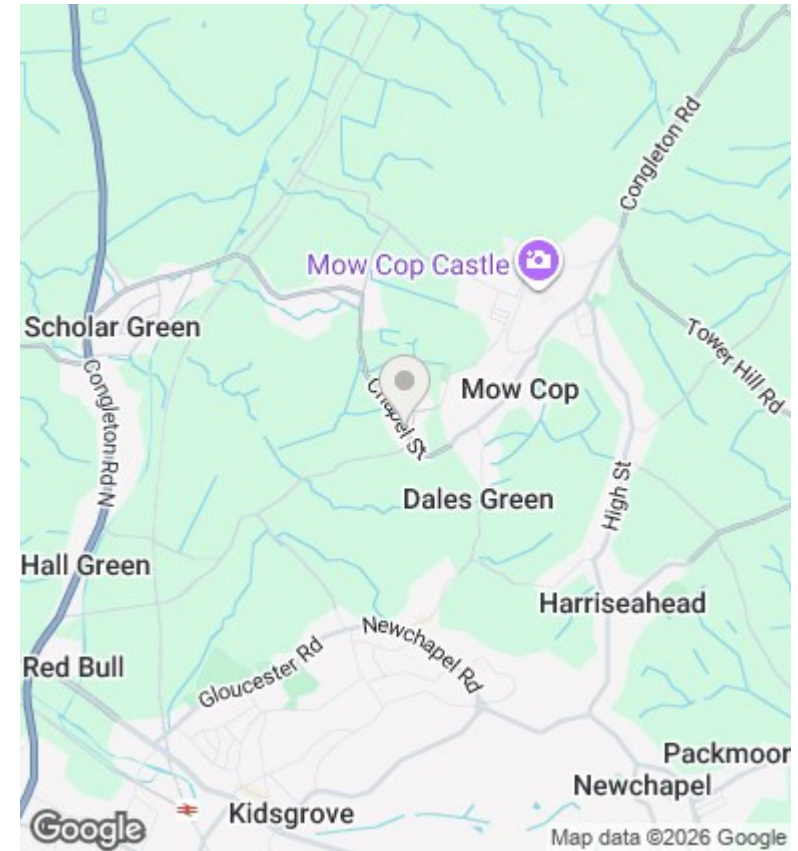 Congleton Rd
Mow Cop Castle
Scholar Green
Tower Hill Rd
Congleton Rd N
Chapel St
Mow Cop
High St
Dales Green
Hall Green
Harriseahead
Newchapel Rd
Gloucester Rd
Red Bull
Packmoor
Newchapel
Kidsgrove
Google
Map data ©2026 Google